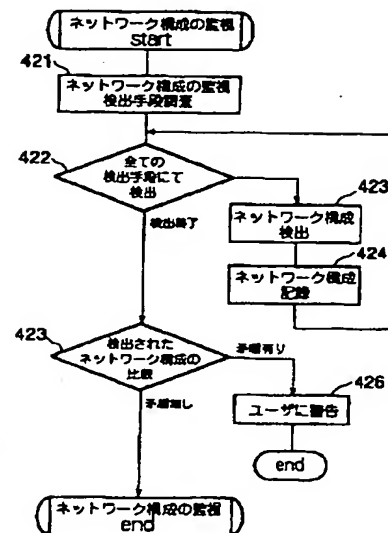 ネットワーク構成の監視
start
421
ネットワーク構成の監視
検出手段調査
422
全ての
検出手段にて
検出
423
ネットワーク構成
検出
検出終了
424
ネットワーク構成
記録
423
検出された
ネットワーク構成の
比較
矛盾有り
426
ユーザに警告
矛盾無し
end
ネットワーク構成の監視
end